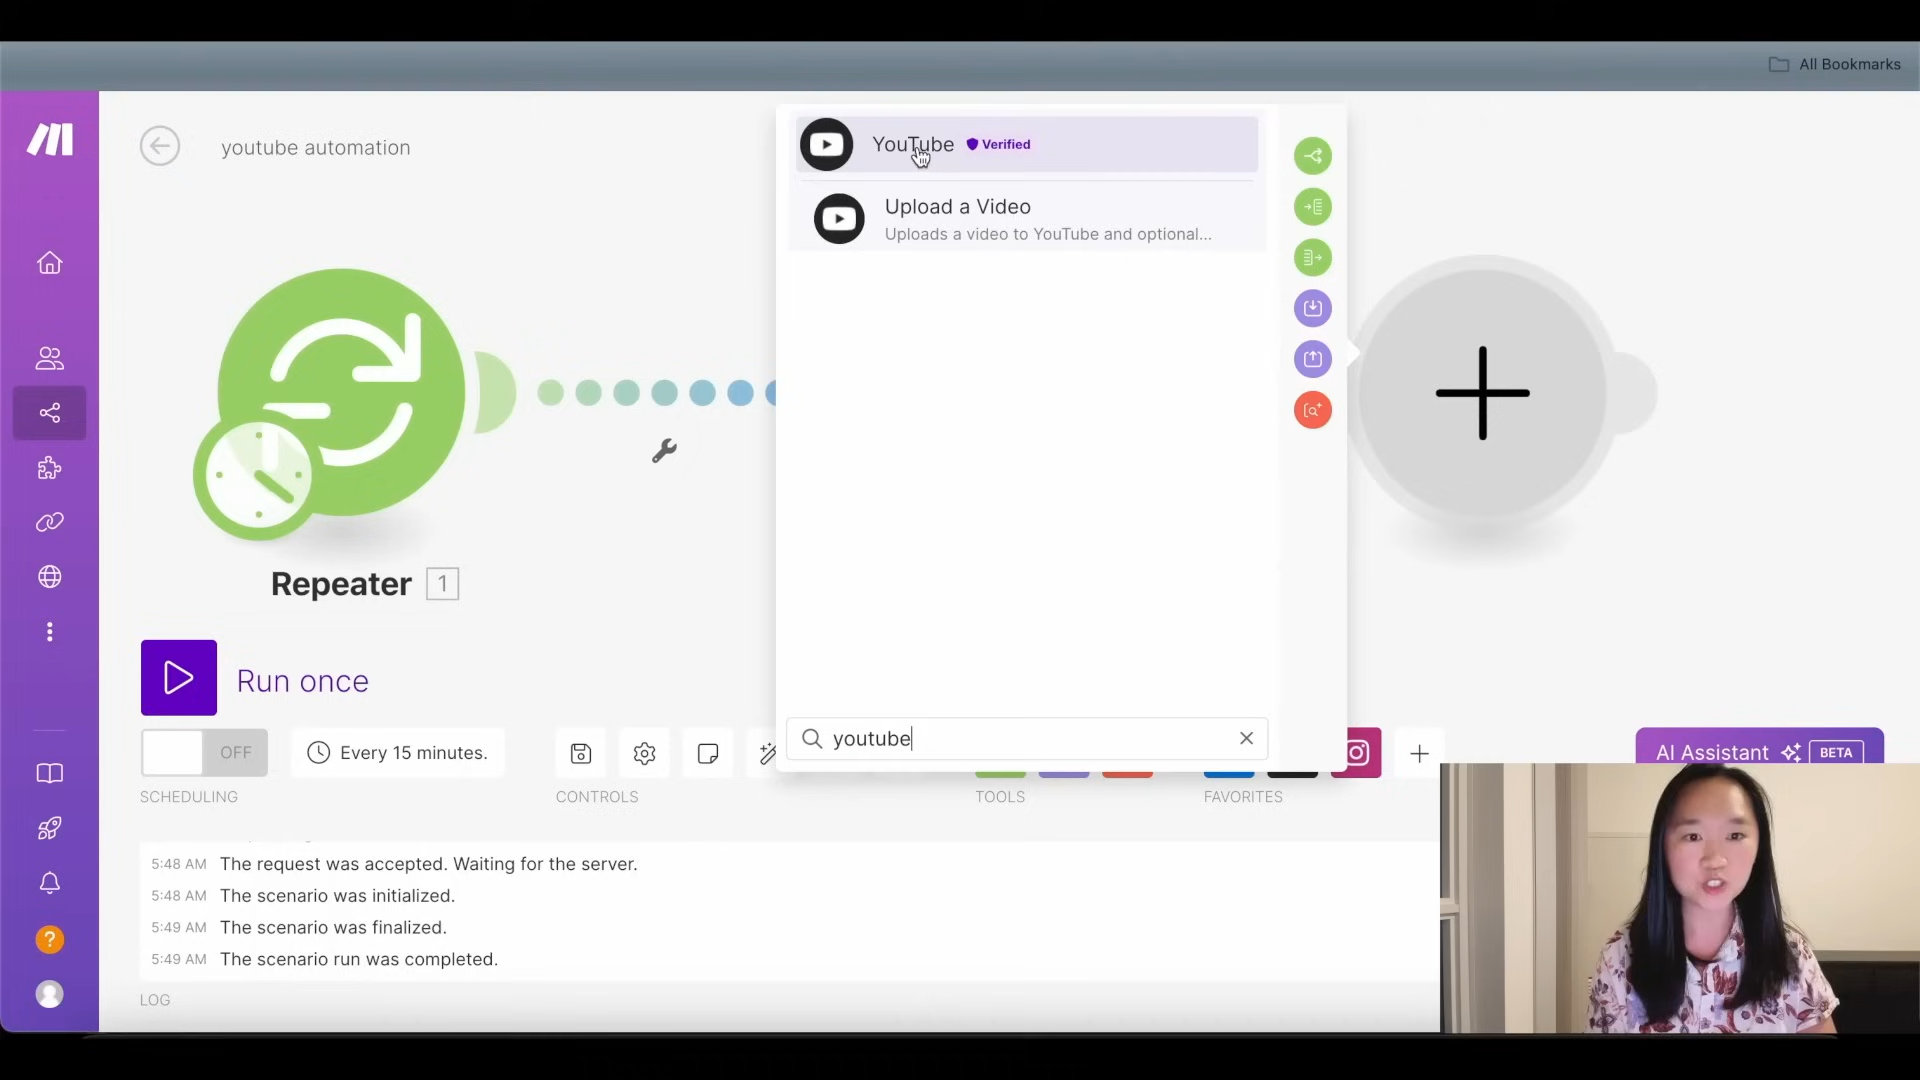 All Bookmarks
youtube automation
YouTube Verified
Upload a Video
Uploads a video to YouTube and optional...
Repeater 1
Run once
OFF
Every 15 minutes.
SCHEDULING
CONTROLS
youtube
TOOLS
FAVORITES
AI Assistant BETA
5:48 AM The request was accepted. Waiting for the server.
5:48 AM The scenario was initialized.
5:49 AM The scenario was finalized.
5:49 AM The scenario run was completed.
LOG